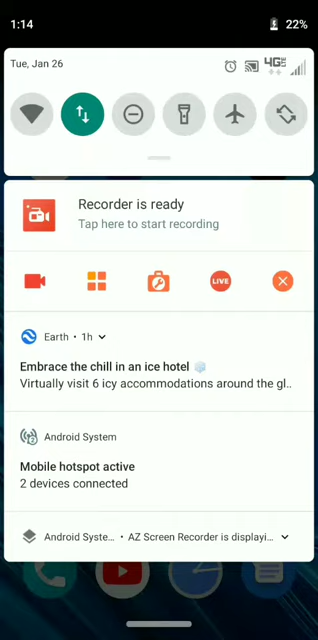 1:14
22%
Tue, Jan 26
4GE
Recorder is ready
Tap here to start recording
LIVE
Earth • 1h
Embrace the chill in an ice hotel
Virtually visit 6 icy accommodations around the gl..
2
Android System
Mobile hotspot active
2 devices connected
Android Syste… • AZ Screen Recorder is displayi…